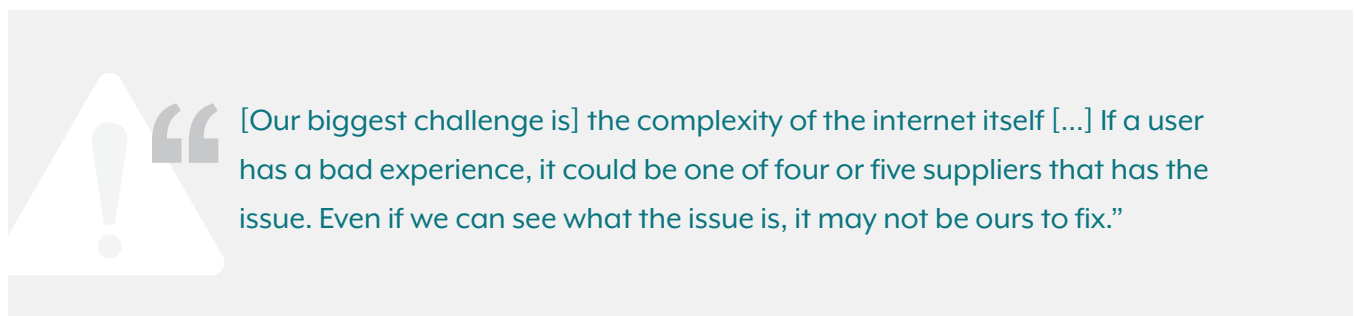 “[Our biggest challenge is] the complexity of the internet itself [...] If a user
has a bad experience, it could be one of four or five suppliers that has the
issue. Even if we can see what the issue is, it may not be ours to fix.”